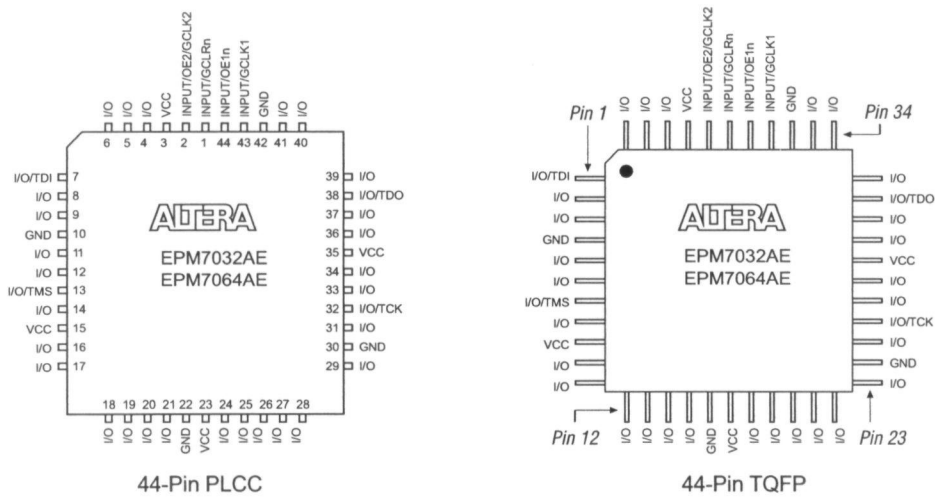 I/O I/O I/O VCC INPUT/OE2/GCLK2 INPUT/GCLRn INPUT/OE1n INPUT/GCLK1 GND I/O I/O
6 5 4 3 2 1 44 43 42 41 40
I/O/TDI 7
I/O 8
I/O 9
GND 10
I/O 11
I/O 12
I/O/TMS 13
I/O 14
VCC 15
I/O 16
I/O 17
ALTERA
EPM7032AE
EPM7064AE
39 I/O
38 I/O/TDO
37 I/O
36 I/O
35 VCC
34 I/O
33 I/O
32 I/O/TCK
31 I/O
30 GND
29 I/O
18 19 20 21 22 23 24 25 26 27 28
I/O I/O I/O I/O GND VCC I/O I/O I/O I/O I/O
44-Pin PLCC
I/O I/O I/O VCC INPUT/OE2/GCLK2 INPUT/GCLRn INPUT/OE1n INPUT/GCLK1 GND I/O I/O
Pin 1
Pin 34
I/O/TDI
I/O
I/O
GND
I/O
I/O
I/O/TMS
I/O
VCC
I/O
I/O
ALTERA
EPM7032AE
EPM7064AE
I/O
I/O/TDO
I/O
I/O
VCC
I/O
I/O
I/O/TCK
I/O
GND
I/O
Pin 12
Pin 23
I/O I/O I/O I/O GND VCC I/O I/O I/O I/O I/O
44-Pin TQFP